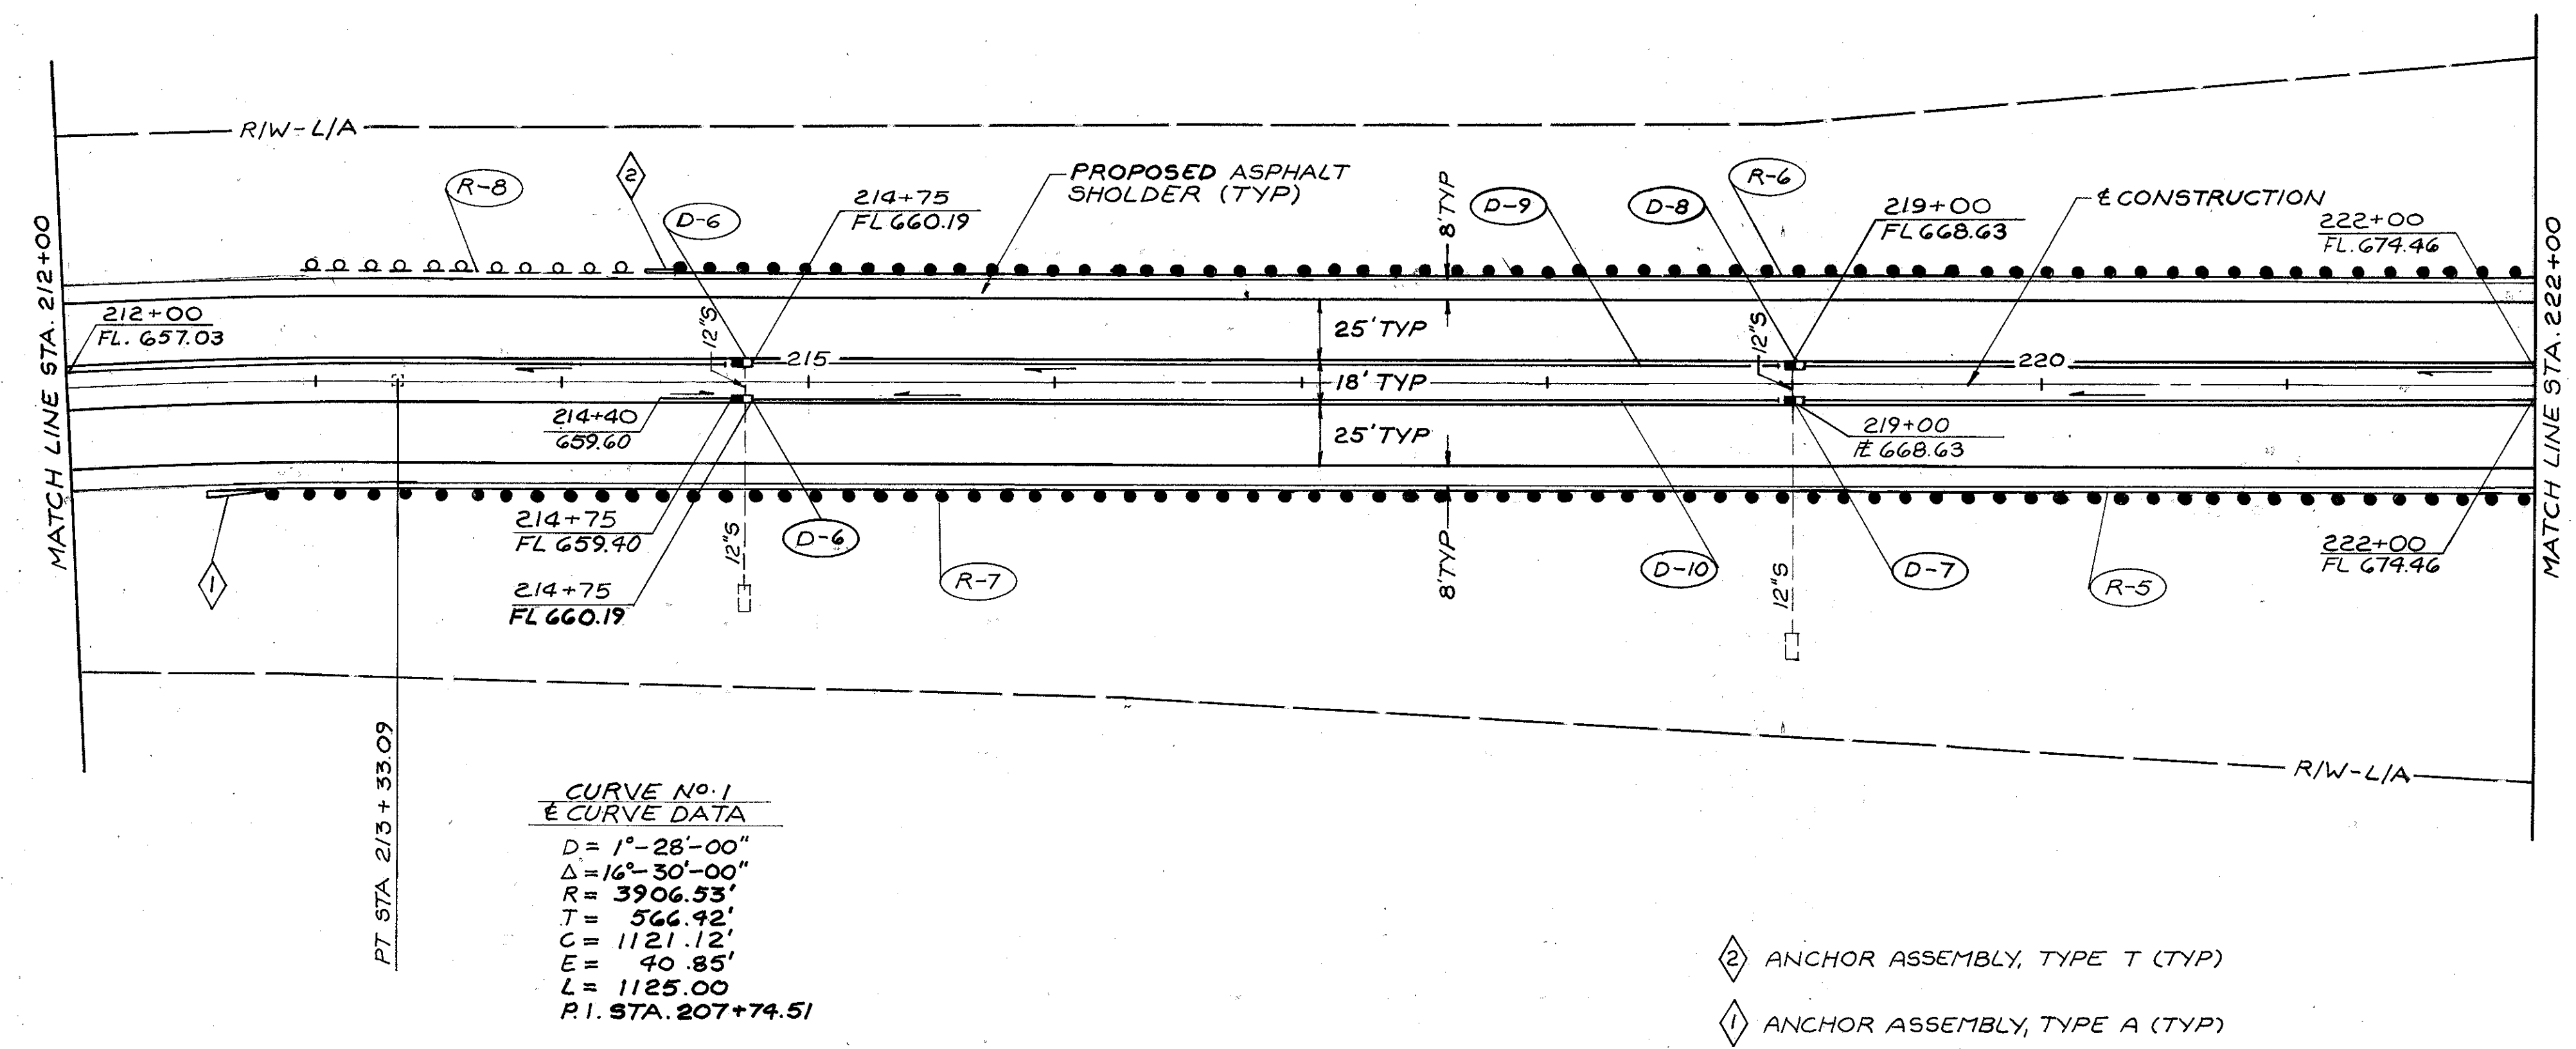 R/W-L/A
R-8
2
D-6
214+75
FL 660.19
PROPOSED ASPHALT
SHOLDER (TYP)
8' TYP
D-9
D-8
R-6
219+00
FL 668.63
℄ CONSTRUCTION
222+00
FL. 674.46
MATCH LINE STA. 212+00
MATCH LINE STA. 222+00
212+00
FL. 657.03
12"S
215
25' TYP
12"S
220
18' TYP
214+40
659.60
25' TYP
219+00
FL 668.63
214+75
FL 659.40
12"S
D-6
R-7
8' TYP
D-10
12"S
D-7
R-5
222+00
FL 674.46
1
214+75
FL 660.19
PT STA 213+33.09
R/W-L/A
CURVE NO. 1
℄ CURVE DATA
D = 1°-28'-00"
Δ = 16°-30'-00"
R = 3906.53'
T = 566.42'
C = 1121.12'
E = 40.85'
L = 1125.00
P.I. STA. 207+74.51
2 ANCHOR ASSEMBLY, TYPE T (TYP)
1 ANCHOR ASSEMBLY, TYPE A (TYP)